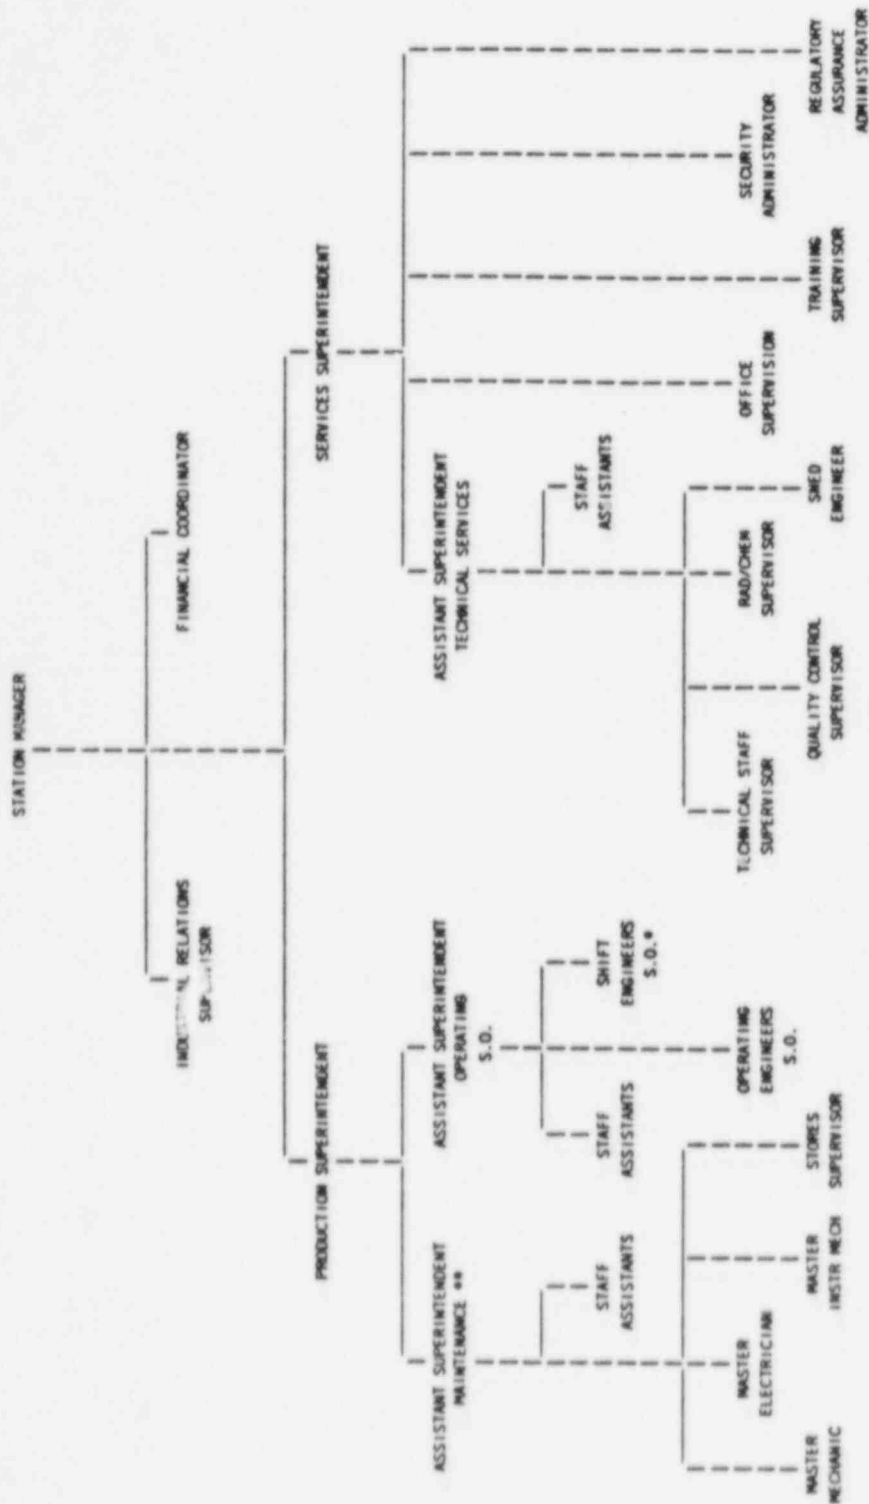 STATION MANAGER
INDUSTRIAL RELATIONS
SUPERVISOR
FINANCIAL COORDINATOR
PRODUCTION SUPERINTENDENT
SERVICES SUPERINTENDENT
ASSISTANT SUPERINTENDENT
MAINTENANCE **
ASSISTANT SUPERINTENDENT
OPERATING
S.O.
ASSISTANT SUPERINTENDENT
TECHNICAL SERVICES
STAFF
ASSISTANTS
STAFF
ASSISTANTS
SHIFT
ENGINEERS
S.O.*
STAFF
ASSISTANTS
MASTER
MECHANIC
MASTER
ELECTRICIAN
MASTER
INSTR MECH
STORES
SUPERVISOR
OPERATING
ENGINEERS
S.O.
TECHNICAL STAFF
SUPERVISOR
QUALITY CONTROL
SUPERVISOR
RAD/CHEM
SUPERVISOR
SMED
ENGINEER
OFFICE
SUPERVISION
TRAINING
SUPERVISOR
SECURITY
ADMINISTRATOR
REGULATORY
ASSURANCE
ADMINISTRATOR